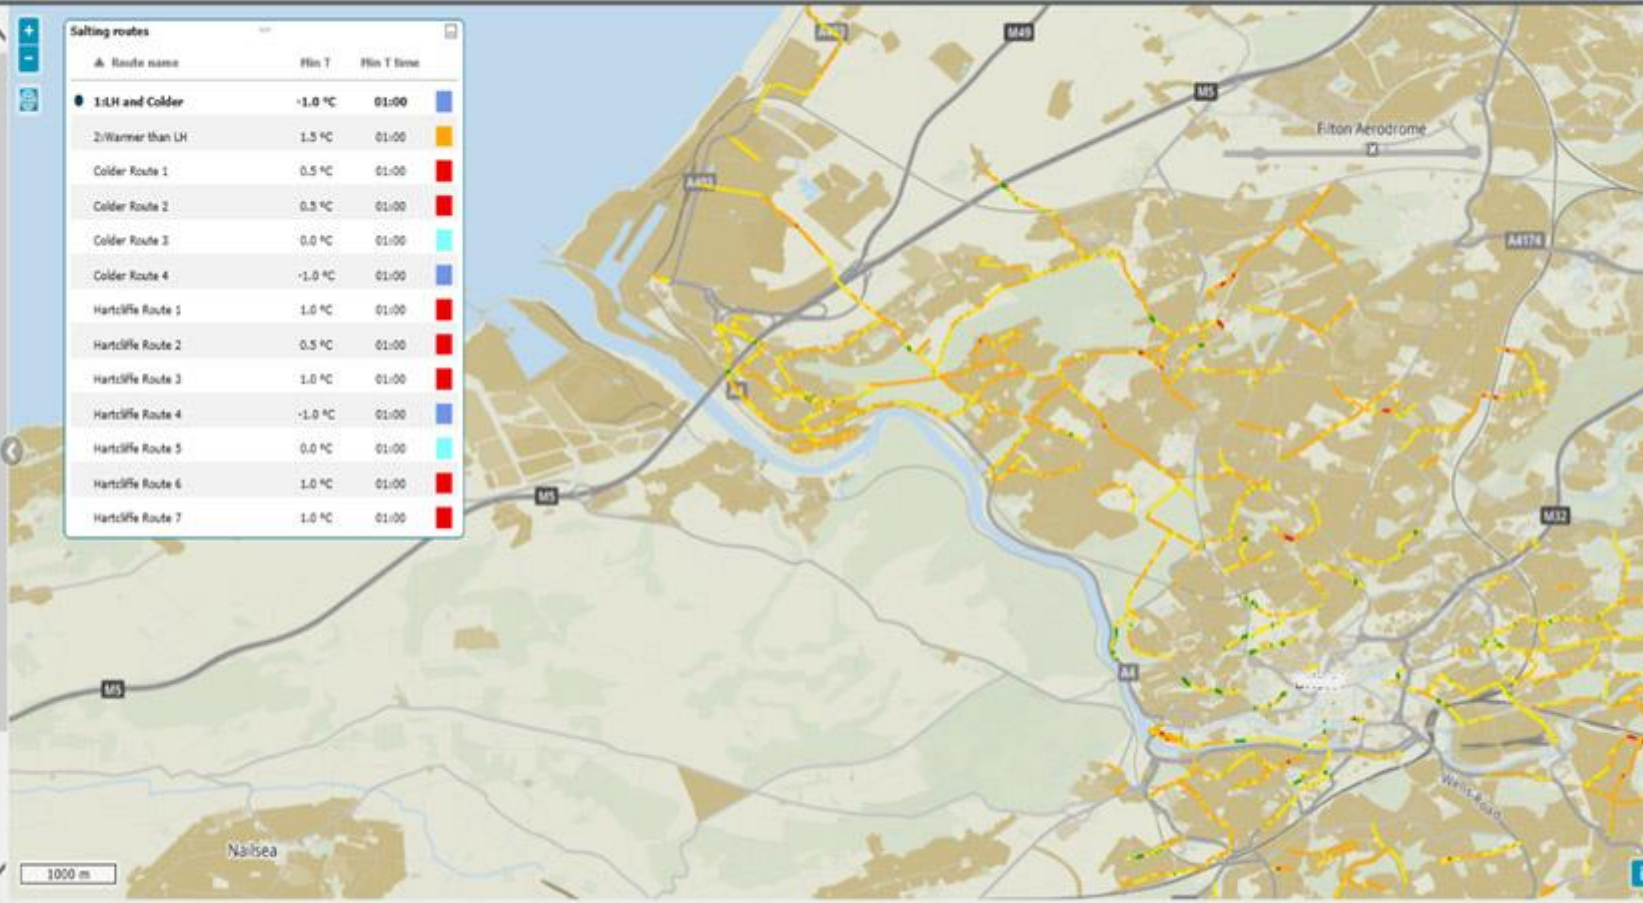 Salting routes
▲ Route name Min T Min T time
1:LH and Colder -1.0 °C 01:00
2:Warmer than LH 1.5 °C 01:00
Colder Route 1 0.5 °C 01:00
Colder Route 2 0.5 °C 01:00
Colder Route 3 0.0 °C 01:00
Colder Route 4 -1.0 °C 01:00
Hartcliffe Route 1 1.0 °C 01:00
Hartcliffe Route 2 0.5 °C 01:00
Hartcliffe Route 3 1.0 °C 01:00
Hartcliffe Route 4 -1.0 °C 01:00
Hartcliffe Route 5 0.0 °C 01:00
Hartcliffe Route 6 1.0 °C 01:00
Hartcliffe Route 7 1.0 °C 01:00
+
-
A403
M49
M5
Filton Aerodrome
A403
A4174
A4
M5
M32
A4
M5
Wells Road
Nailsea
1000 m